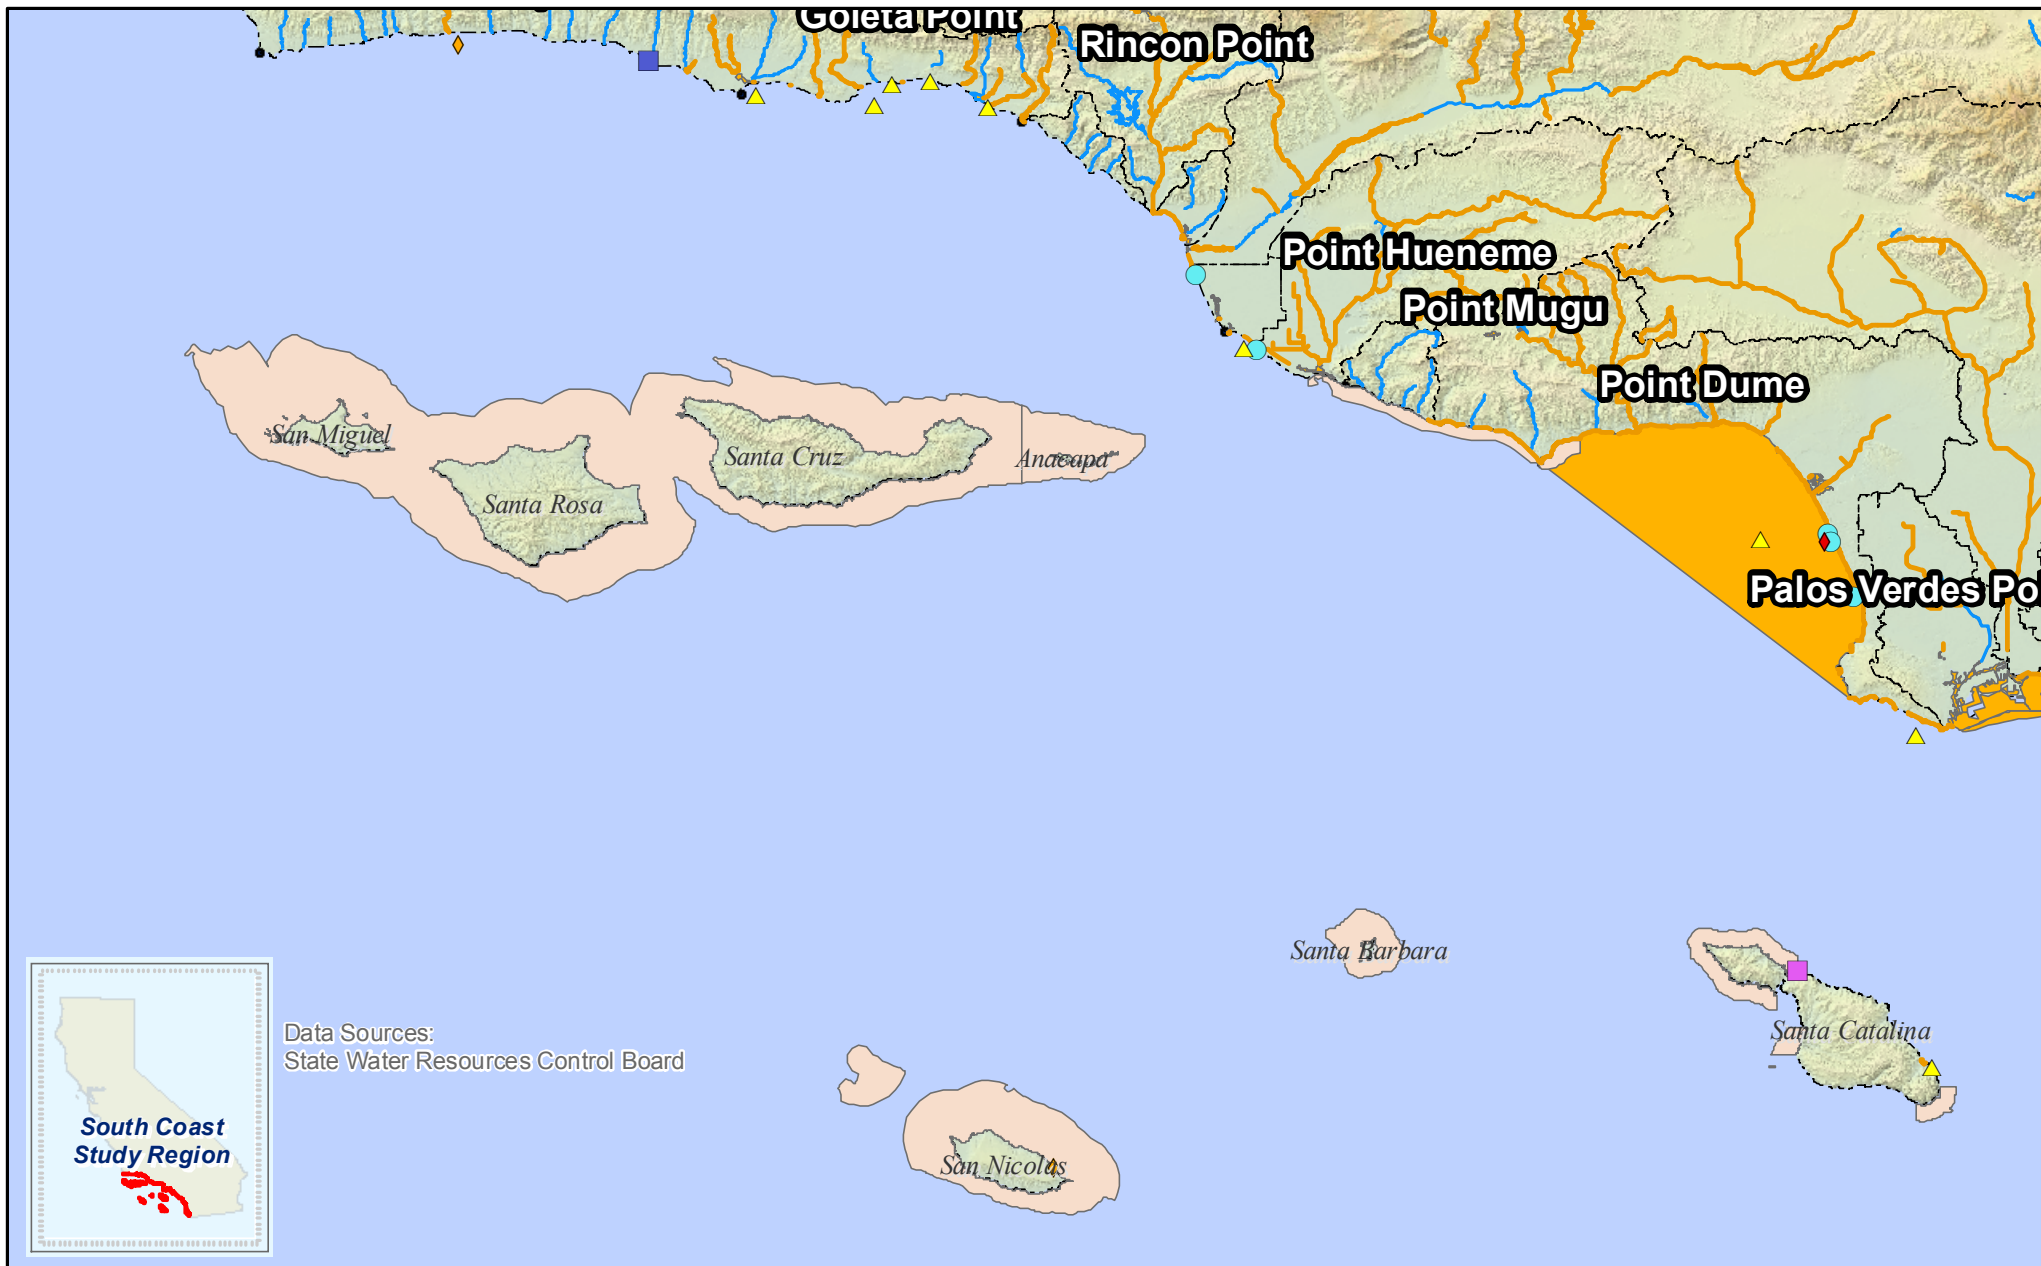 Goleta Point
Rincon Point
Point Hueneme
Point Mugu
Point Dume
San Miguel
Santa Cruz
Anacapa
Santa Rosa
Palos Verdes Poi
Santa Barbara
Santa Catalina
San Nicolas
Data Sources:
State Water Resources Control Board
South Coast
Study Region